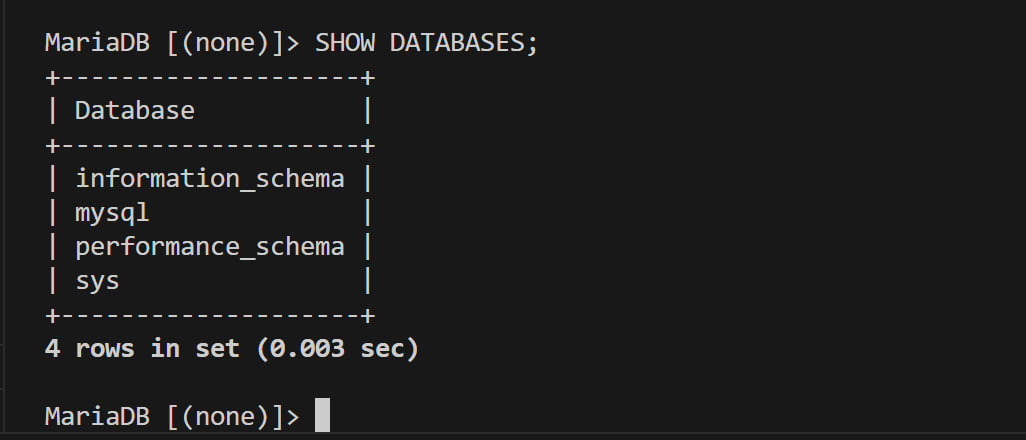 MariaDB [(none)]> SHOW DATABASES;
+--------------------+
| Database           |
+--------------------+
| information_schema |
| mysql              |
| performance_schema |
| sys                |
+--------------------+
4 rows in set (0.003 sec)
MariaDB [(none)]>